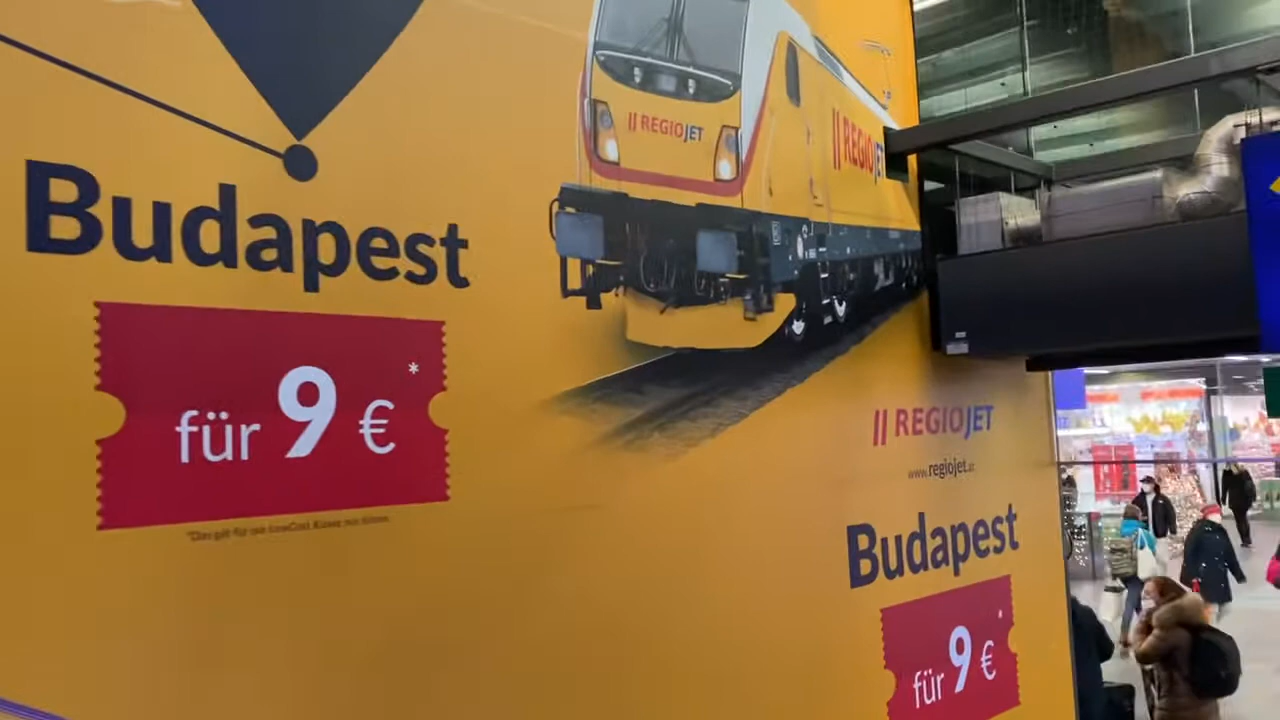 REGIOJET
REGIOJET
Budapest
für 9 € *
REGIOJET
www.regiojet.at
Budapest
für 9 € *